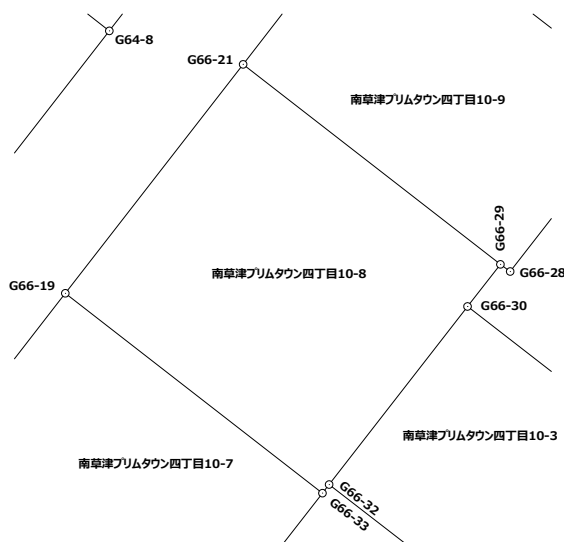 G64-8
G66-21
南草津プリムタウン四丁目10-9
G66-29
G66-28
南草津プリムタウン四丁目10-8
G66-19
G66-30
南草津プリムタウン四丁目10-3
南草津プリムタウン四丁目10-7
G66-32
G66-33